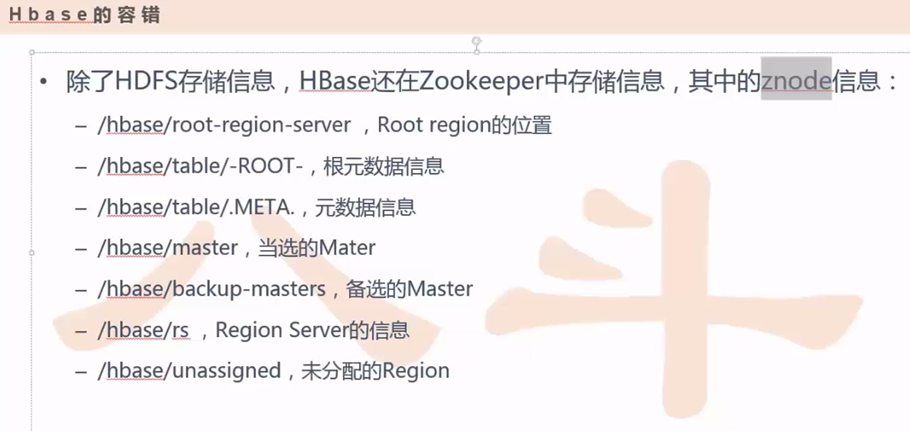 Hbase的容错
• 除了HDFS存储信息，HBase还在Zookeeper中存储信息，其中的znode信息：
– /hbase/root-region-server ，Root region的位置
– /hbase/table/-ROOT-，根元数据信息
– /hbase/table/.META.，元数据信息
– /hbase/master，当选的Mater
– /hbase/backup-masters，备选的Master
– /hbase/rs ，Region Server的信息
– /hbase/unassigned，未分配的Region
八斗